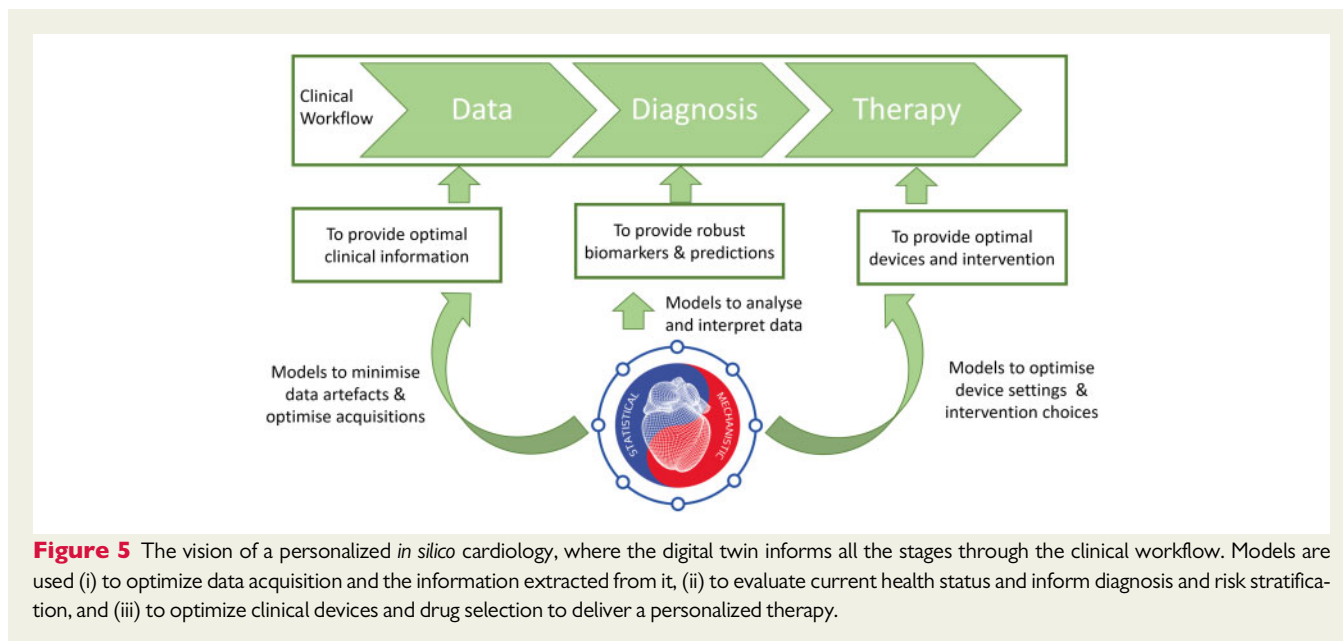 Clinical
Workflow
Data
Diagnosis
Therapy
To provide optimal
clinical information
To provide robust
biomarkers & predictions
To provide optimal
devices and intervention
Models to analyse
and interpret data
Models to minimise
data artefacts &
optimise acquisitions
STATISTICAL
MECHANISTIC
Models to optimise
device settings &
intervention choices
Figure 5 The vision of a personalized in silico cardiology, where the digital twin informs all the stages through the clinical workflow. Models are
used (i) to optimize data acquisition and the information extracted from it, (ii) to evaluate current health status and inform diagnosis and risk stratifica-
tion, and (iii) to optimize clinical devices and drug selection to deliver a personalized therapy.